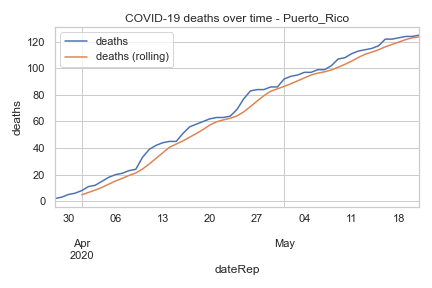 COVID-19 deaths over time - Puerto_Rico
deaths
deaths (rolling)
deaths
120
100
80
60
40
20
0
30 06 13 20 27 04 11 18
Apr May
2020
dateRep